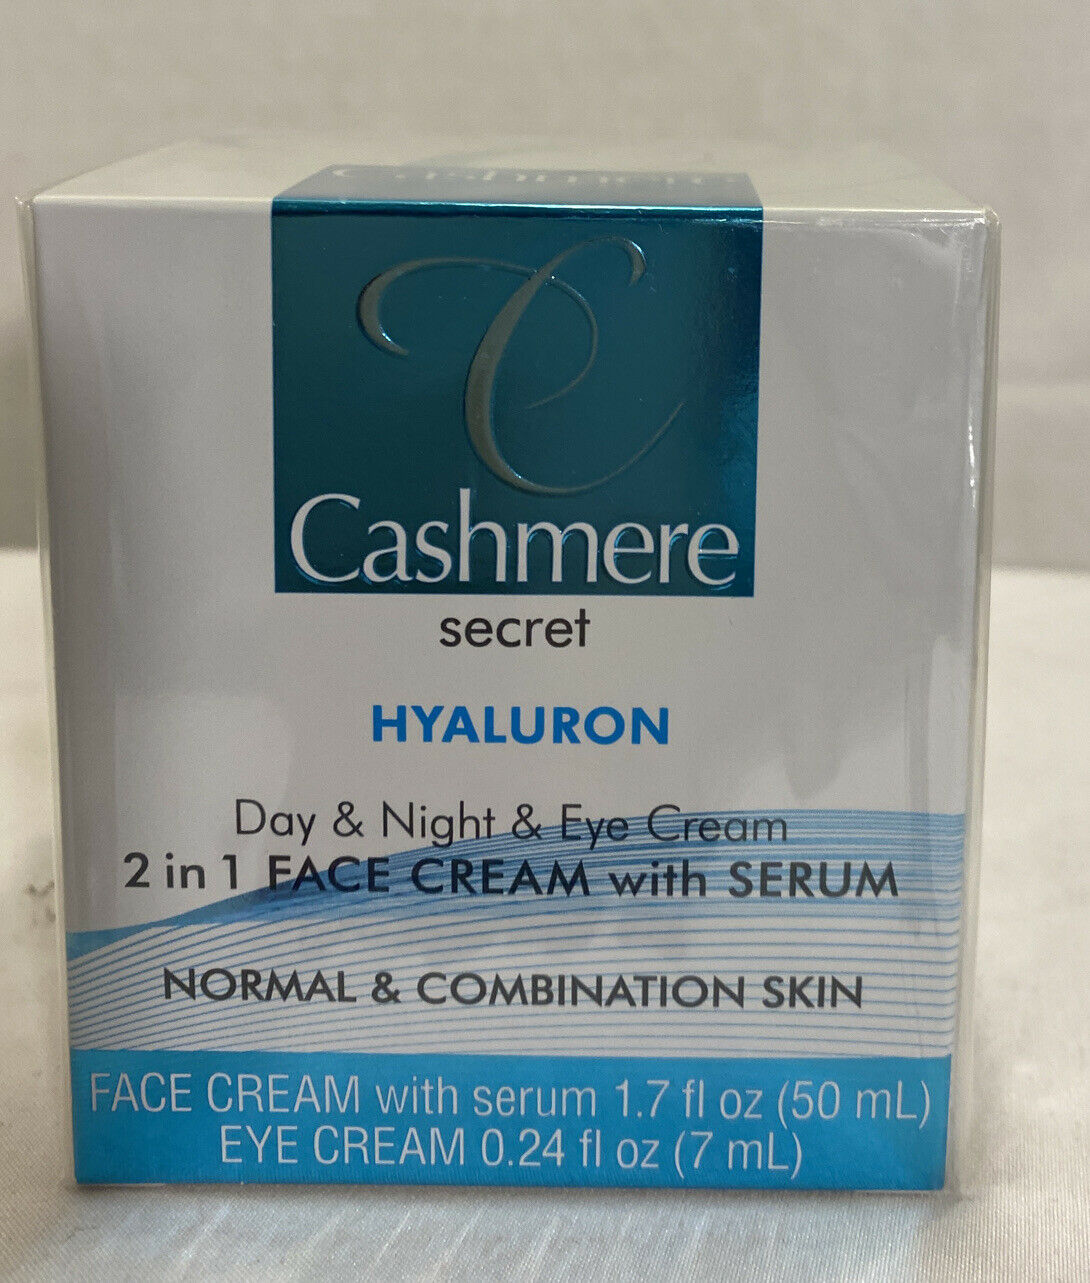 Cashmere
C
Cashmere
secret
HYALURON
Day & Night & Eye Cream
2 in 1 FACE CREAM with SERUM
NORMAL & COMBINATION SKIN
FACE CREAM with serum 1.7 fl oz (50 mL)
EYE CREAM 0.24 fl oz (7 mL)